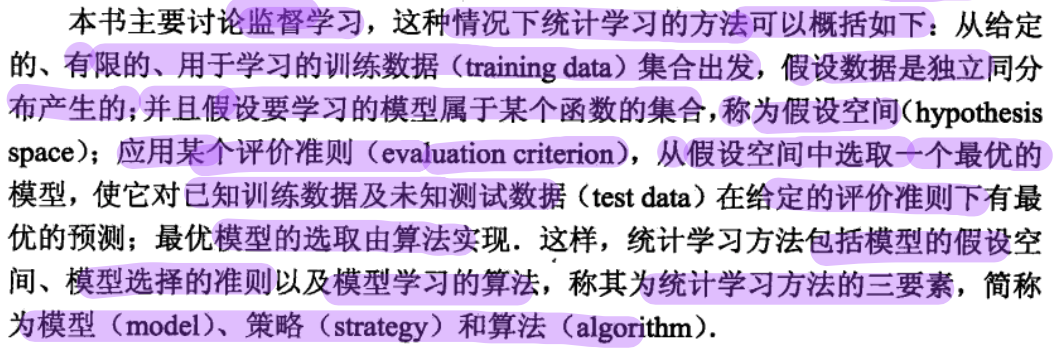 本书主要讨论监督学习，这种情况下统计学习的方法可以概括如下：从给定
的、有限的、用于学习的训练数据（training data）集合出发，假设数据是独立同分
布产生的；并且假设要学习的模型属于某个函数的集合，称为假设空间（hypothesis
space）；应用某个评价准则（evaluation criterion），从假设空间中选取一个最优的
模型，使它对已知训练数据及未知测试数据（test data）在给定的评价准则下有最
优的预测；最优模型的选取由算法实现．这样，统计学习方法包括模型的假设空
间、模型选择的准则以及模型学习的算法，称其为统计学习方法的三要素，简称
为模型（model）、策略（strategy）和算法（algorithm）．